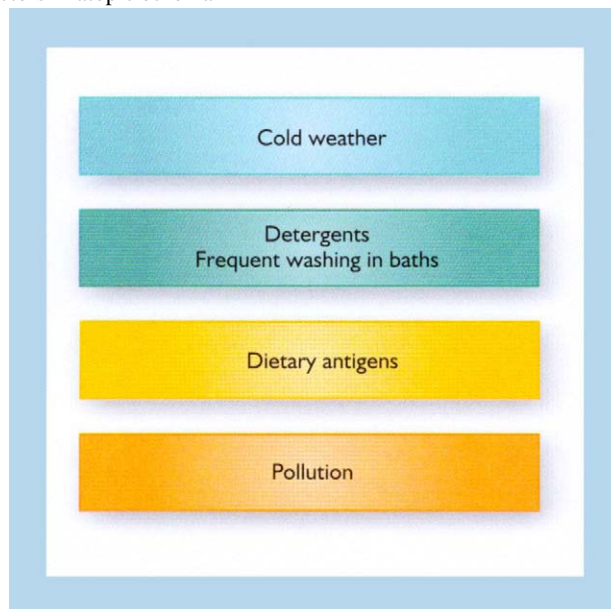 Cold weather
Detergents
Frequent washing in baths
Dietary antigens
Pollution